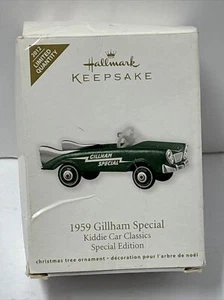 2012
LIMITED
QUANTITY
Hallmark
KEEPSAKE
GILLHAM
SPECIAL
1959 Gillham Special
Kiddie Car Classics
Special Edition
christmas tree ornament • décoration pour l'arbre de noël